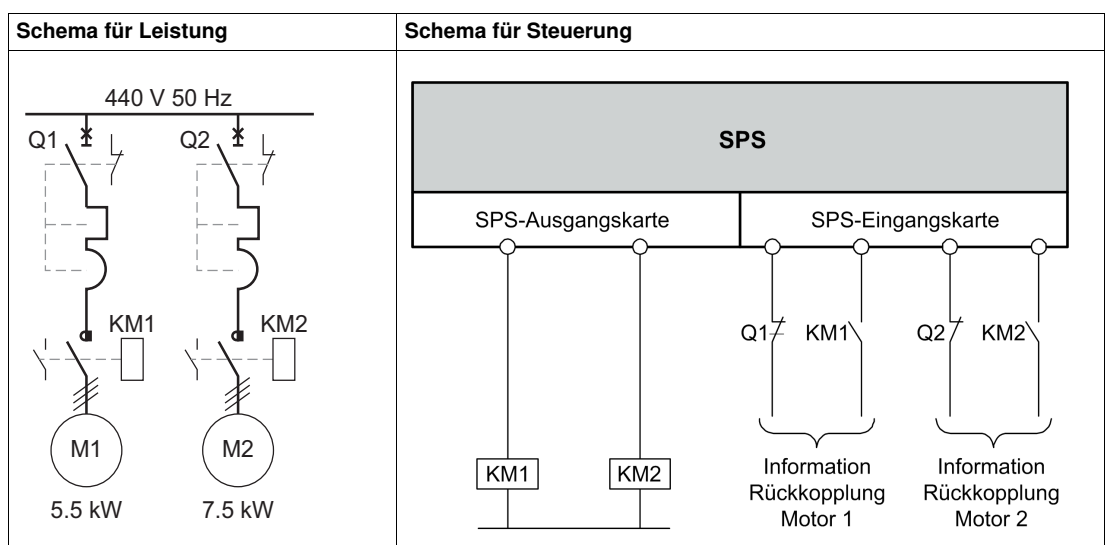 Schema für Leistung
Schema für Steuerung
440 V 50 Hz
Q1
Q2
KM1
KM2
M1
M2
5.5 kW
7.5 kW
SPS
SPS-Ausgangskarte
SPS-Eingangskarte
Q1
KM1
Q2
KM2
KM1
KM2
Information
Rückkopplung
Motor 1
Information
Rückkopplung
Motor 2